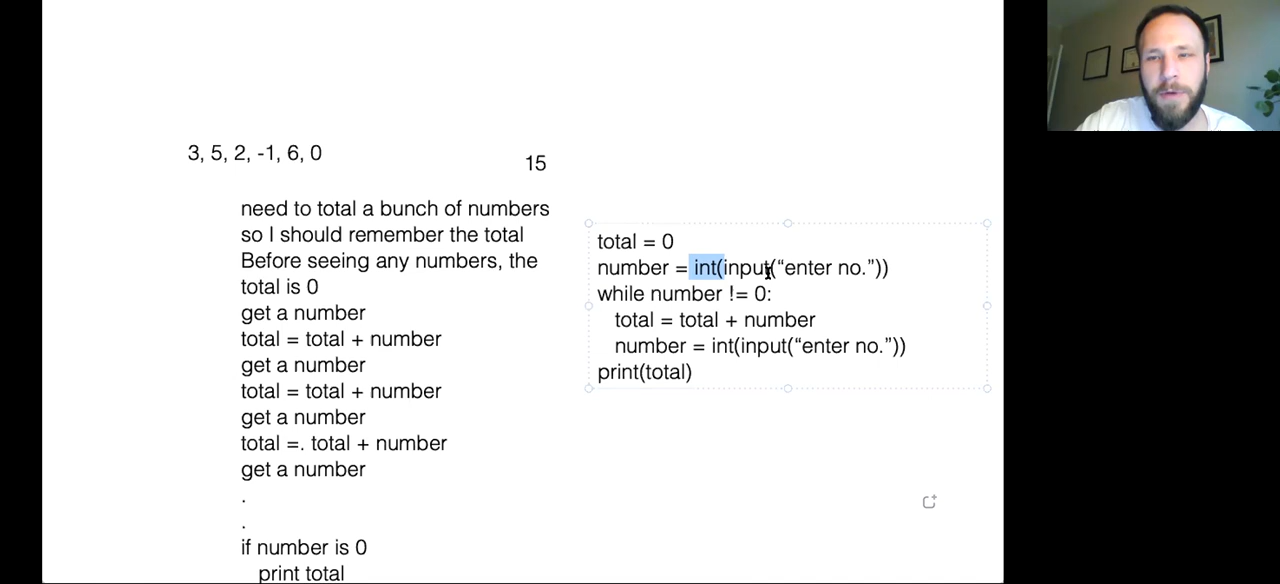 3, 5, 2, -1, 6, 0
15
need to total a bunch of numbers
so I should remember the total
Before seeing any numbers, the
total is 0
get a number
total = total + number
get a number
total = total + number
get a number
total =. total + number
get a number
.
.
if number is 0
print total
total = 0
number = int(input(“enter no.”))
while number != 0:
total = total + number
number = int(input(“enter no.”))
print(total)